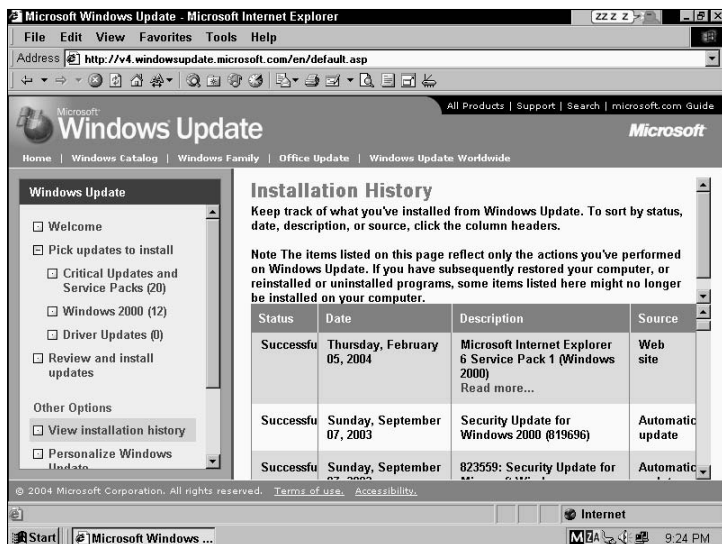 Microsoft Windows Update - Microsoft Internet Explorer
zz z z
File Edit View Favorites Tools Help
Address http://v4.windowsupdate.microsoft.com/en/default.asp
All Products | Support | Search | microsoft.com Guide
Microsoft
Windows Update
Microsoft
Home | Windows Catalog | Windows Family | Office Update | Windows Update Worldwide
Windows Update
Welcome
Pick updates to install
Critical Updates and
Service Packs (20)
Windows 2000 (12)
Driver Updates (0)
Review and install
updates
Other Options
View installation history
Personalize Windows
Update
Installation History
Keep track of what you've installed from Windows Update. To sort by status,
date, description, or source, click the column headers.
Note The items listed on this page reflect only the actions you've performed
on Windows Update. If you have subsequently restored your computer, or
reinstalled or uninstalled programs, some items listed here might no longer
be installed on your computer.
Status Date Description Source
Successfu Thursday, February Microsoft Internet Explorer Web
05, 2004 6 Service Pack 1 (Windows site
2000)
Read more...
Successfu Sunday, September Security Update for Automatic
07, 2003 Windows 2000 (819696) update
Successfu Sunday, September 823559: Security Update for Automatic
© 2004 Microsoft Corporation. All rights reserved. Terms of use. Accessibility.
Internet
Start Microsoft Windows ... 9:24 PM